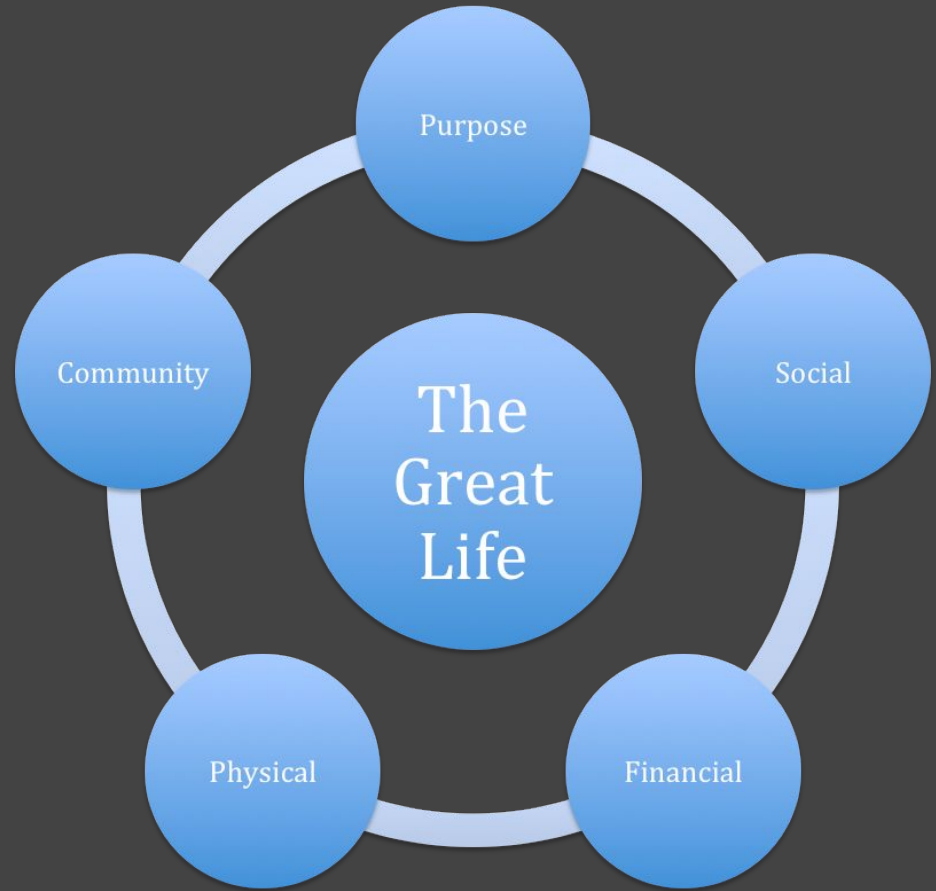 Purpose
Community
Social
The
Great
Life
Physical
Financial